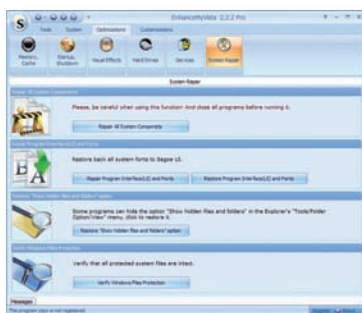 EnhanceMyVista 2.2.2 Pro
Tools System Optimizations Customizations
Memory, Cache
Startup, Shutdown
Visual Effects
Hard Drives
Services
System Repair
System Repair
Repair All System Components
Please, be careful when using this function! And close all programs before running it.
Repair All System Components
Repair Program Interface(UI) and Fonts
Restore back all system fonts to Segoe UI.
Repair Program Interface(UI) and Fonts
Restore Program Interface(UI) and Fonts
"Show hidden files and folders"
Some programs can hide the option "Show hidden files and folders" in the Explorer's "Tools/Folder
Option/View" menu, click to restore it.
Restore "Show hidden files and folders" option
Verify Windows Files Protection
Verify that all protected system files are intact.
Verify Windows Files Protection
Messages
This program copy is not registered